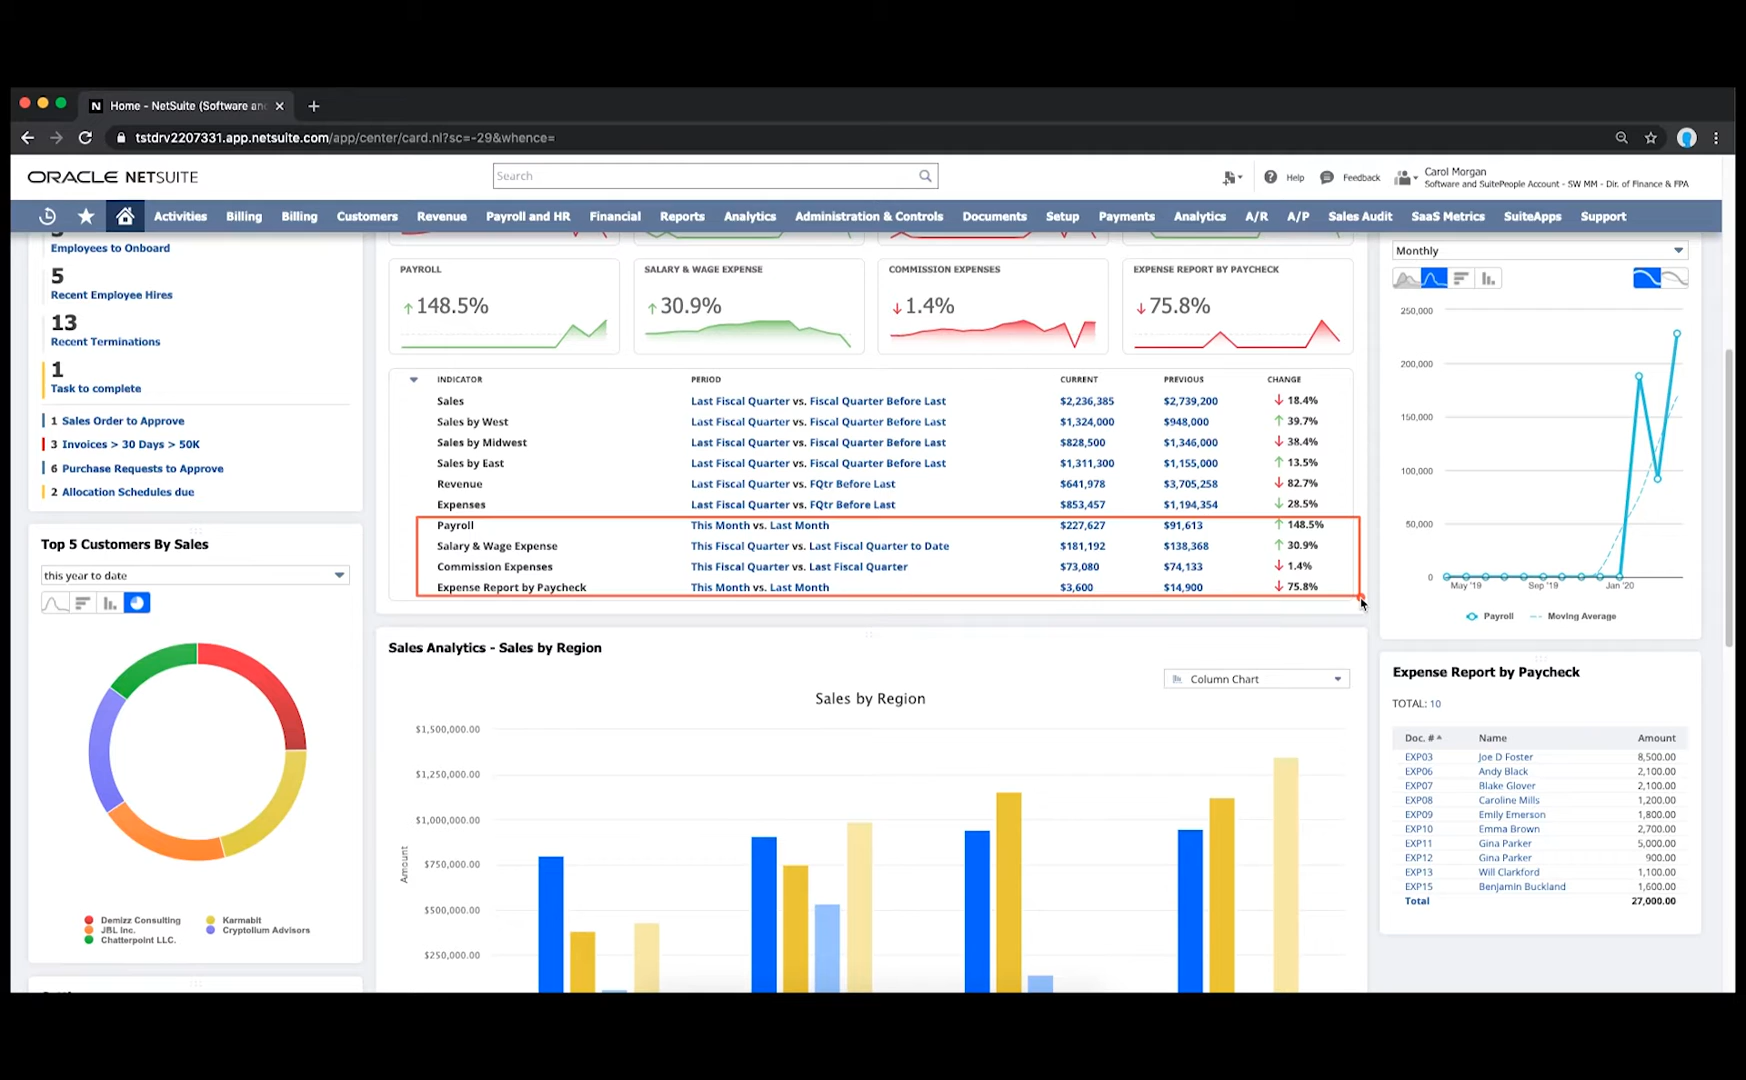 Home - NetSuite (Software an
tstdrv2207331.app.netsuite.com/app/center/card.nl?sc=-29&whence=
ORACLE NETSUITE
Search
Help
Feedback
Carol Morgan
Software and SuitePeople Account - SW MM - Dir. of Finance & FPA
Activities Billing Billing Customers Revenue Payroll and HR Financial Reports Analytics Administration & Controls Documents Setup Payments Analytics A/R A/P Sales Audit SaaS Metrics SuiteApps Support
Employees to Onboard
5
Recent Employee Hires
13
Recent Terminations
1
Task to complete
1 Sales Order to Approve
3 Invoices > 30 Days > 50K
6 Purchase Requests to Approve
2 Allocation Schedules due
Top 5 Customers By Sales
this year to date
Demizz Consulting
Karmabit
JBL Inc.
Cryptolium Advisors
Chatterpoint LLC.
PAYROLL
↑ 148.5%
SALARY & WAGE EXPENSE
↑ 30.9%
COMMISSION EXPENSES
↓ 1.4%
EXPENSE REPORT BY PAYCHECK
↓ 75.8%
INDICATOR PERIOD CURRENT PREVIOUS CHANGE
Sales Last Fiscal Quarter vs. Fiscal Quarter Before Last $2,236,385 $2,739,200 ↓ 18.4%
Sales by West Last Fiscal Quarter vs. Fiscal Quarter Before Last $1,324,000 $948,000 ↑ 39.7%
Sales by Midwest Last Fiscal Quarter vs. Fiscal Quarter Before Last $828,500 $1,346,000 ↓ 38.4%
Sales by East Last Fiscal Quarter vs. Fiscal Quarter Before Last $1,311,300 $1,155,000 ↑ 13.5%
Revenue Last Fiscal Quarter vs. FQtr Before Last $641,978 $3,705,258 ↓ 82.7%
Expenses Last Fiscal Quarter vs. FQtr Before Last $853,457 $1,194,354 ↓ 28.5%
Payroll This Month vs. Last Month $227,627 $91,613 ↑ 148.5%
Salary & Wage Expense This Fiscal Quarter vs. Last Fiscal Quarter to Date $181,192 $138,368 ↑ 30.9%
Commission Expenses This Fiscal Quarter vs. Last Fiscal Quarter $73,080 $74,133 ↓ 1.4%
Expense Report by Paycheck This Month vs. Last Month $3,600 $14,900 ↓ 75.8%
Sales Analytics - Sales by Region
Column Chart
Sales by Region
$1,500,000.00
$1,250,000.00
$1,000,000.00
$750,000.00
$500,000.00
$250,000.00
Amount
Monthly
250,000
200,000
150,000
100,000
50,000
0
May '19 Sep '19 Jan '20
Payroll Moving Average
Expense Report by Paycheck
TOTAL: 10
Doc. # Name Amount
EXP03 Joe D Foster 8,500.00
EXP06 Andy Black 2,100.00
EXP07 Blake Glover 2,100.00
EXP08 Caroline Mills 1,200.00
EXP09 Emily Emerson 1,800.00
EXP10 Emma Brown 2,700.00
EXP11 Gina Parker 5,000.00
EXP12 Gina Parker 900.00
EXP13 Will Clarkford 1,100.00
EXP15 Benjamin Buckland 1,600.00
Total 27,000.00